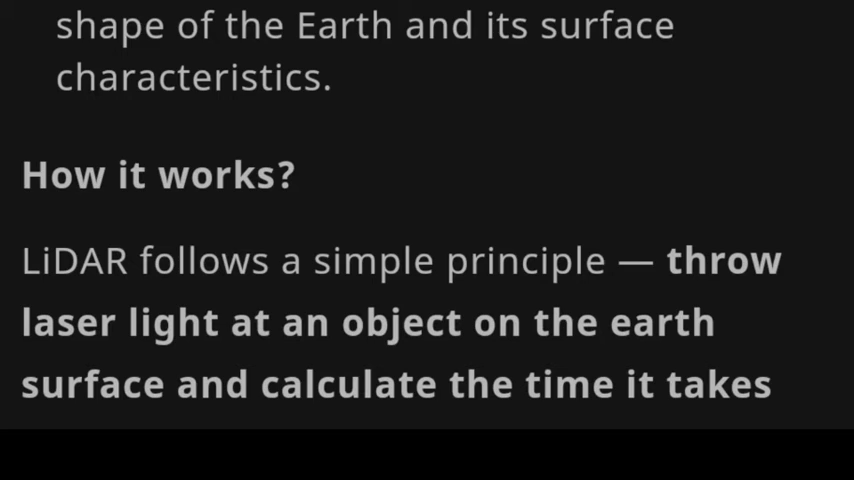 shape of the Earth and its surface
characteristics.
How it works?
LiDAR follows a simple principle — throw
laser light at an object on the earth
surface and calculate the time it takes